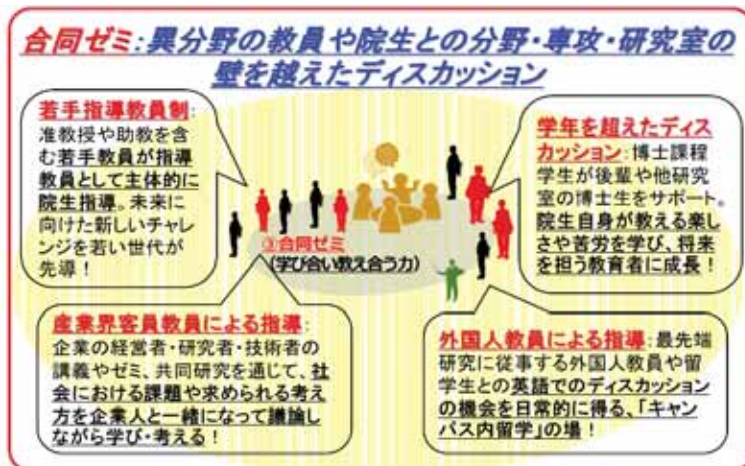 合同ゼミ:異分野の教員や院生との分野・専攻・研究室の
壁を越えたディスカッション
若手指導教員制:
准教授や助教を含
む若手教員が指導
教員として主体的に
院生指導。未来に
向けた新しいチャレ
ンジを若い世代が
先導！
学年を超えたディス
カッション:博士課程
学生が後輩や他研究
室の博士生をサポート。
院生自身が教える楽し
さや苦労を学び、将来
を担う教育者に成長！
③合同ゼミ
(学び合い教え合う力)
産業界客員教員による指導:
企業の経営者・研究者・技術者の
講義やゼミ、共同研究を通じて、社
会における課題や求められる考え
方を企業人と一緒になって議論し
ながら学び・考える！
外国人教員による指導:最先端
研究に従事する外国人教員や留
学生との英語でのディスカッション
の機会を日常的に得る、「キャン
パス内留学」の場！